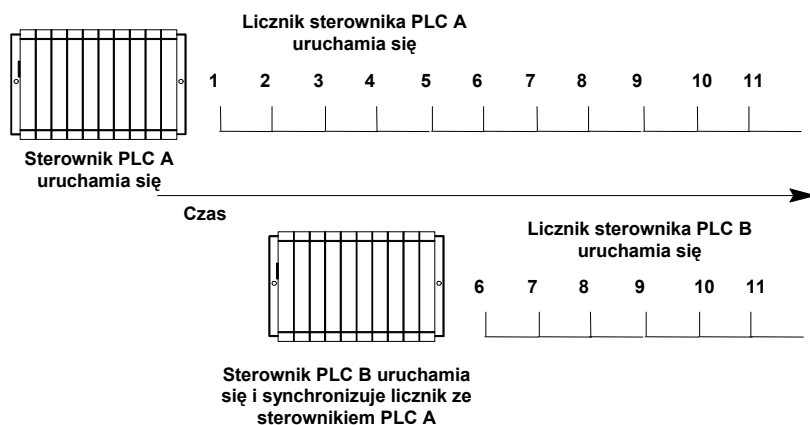 Licznik sterownika PLC A
uruchamia się
1 2 3 4 5 6 7 8 9 10 11
Sterownik PLC A
uruchamia się
Czas
Licznik sterownika PLC B
uruchamia się
6 7 8 9 10 11
Sterownik PLC B uruchamia
się i synchronizuje licznik ze
sterownikiem PLC A